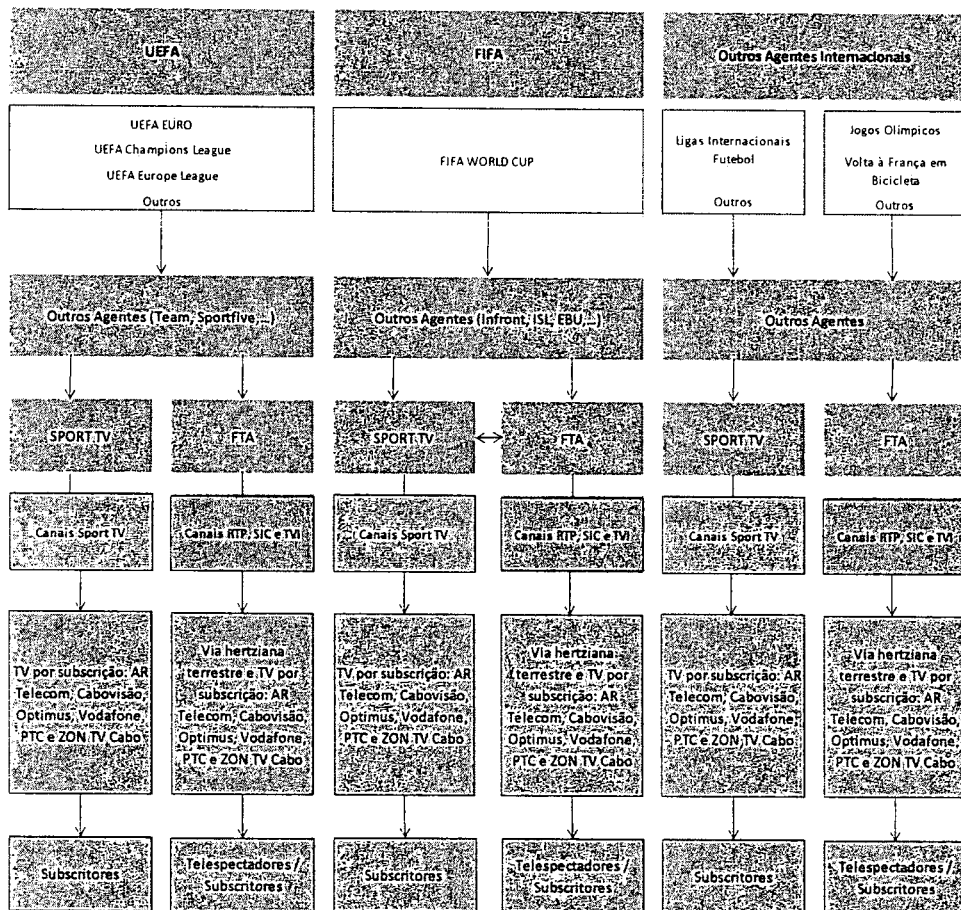 UEFA
FIFA
Outros Agentes Internacionais
UEFA EURO
UEFA Champions League
UEFA Europe League
Outros
FIFA WORLD CUP
Ligas Internacionais
Futebol
Outros
Jogos Olímpicos
Volta à França em
Bicicleta
Outros
Outros Agentes (Team, Sportfive,...)
Outros Agentes (Infront, ISL, EBU,...)
Outros Agentes
SPORT TV
FTA
SPORT TV
FTA
SPORT TV
FTA
Canais Sport TV
Canais RTP, SIC e TVI
Canais Sport TV
Canais RTP, SIC e TVI
Canais Sport TV
Canais RTP, SIC e TVI
TV por subscrição: AR
Telecom, Cabovisão,
Optimus, Vodafone,
PTC e ZON TV Cabo
Via hertziana
terrestre e TV por
subscrição: AR
Telecom, Cabovisão,
Optimus, Vodafone,
PTC e ZON TV Cabo
TV por subscrição: AR
Telecom, Cabovisão,
Optimus, Vodafone,
PTC e ZON TV Cabo
Via hertziana
terrestre e TV por
subscrição: AR
Telecom, Cabovisão,
Optimus, Vodafone,
PTC e ZON TV Cabo
TV por subscrição: AR
Telecom, Cabovisão,
Optimus, Vodafone,
PTC e ZON TV Cabo
Via hertziana
terrestre e TV por
subscrição: AR
Telecom, Cabovisão,
Optimus, Vodafone,
PTC e ZON TV Cabo
Subscritores
Telespectadores /
Subscritores
Subscritores
Telespectadores /
Subscritores
Subscritores
Telespectadores /
Subscritores